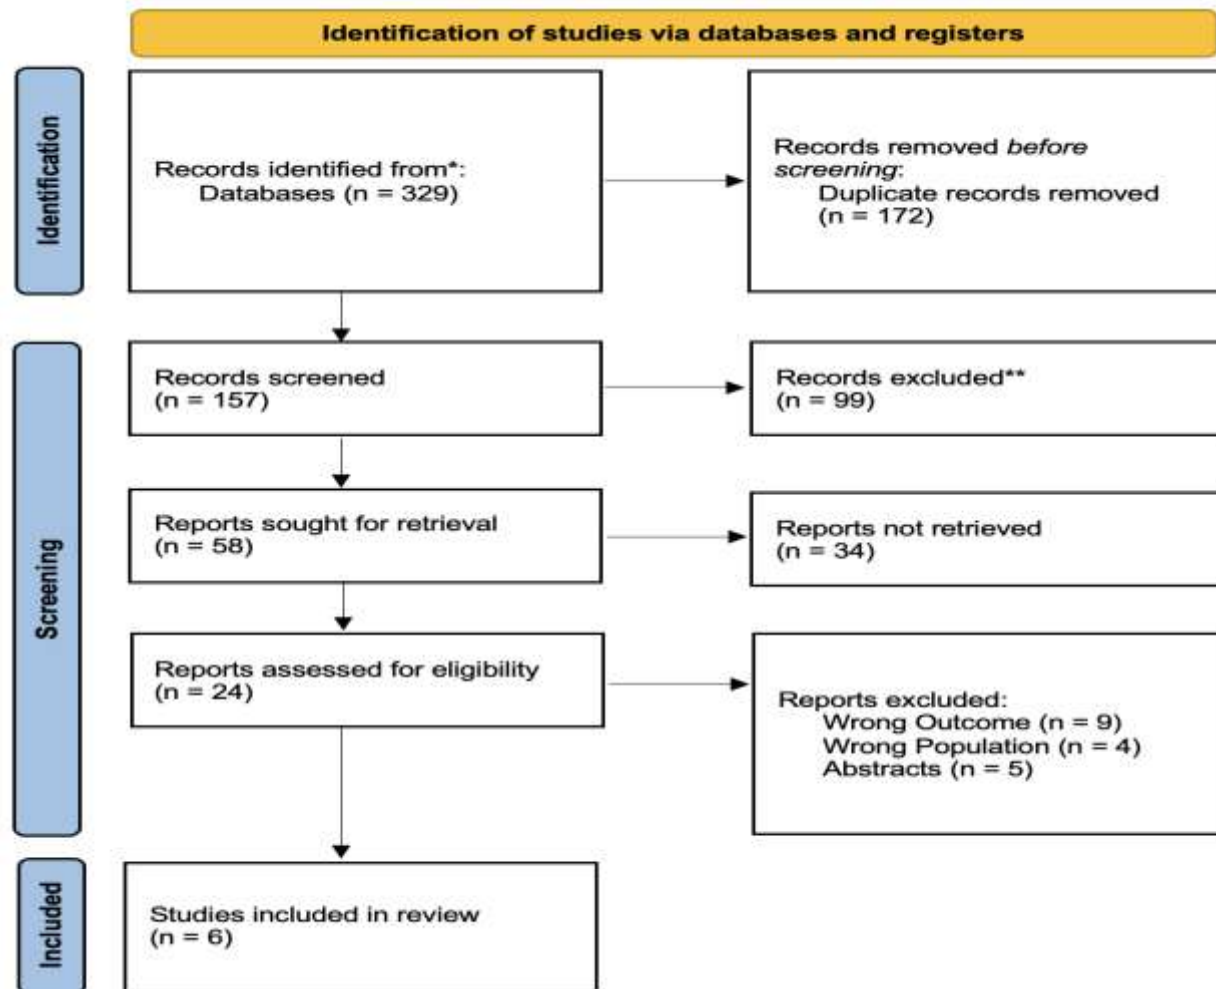 Identification of studies via databases and registers
Identification
Records identified from*:
Databases (n = 329)
Records removed before
screening:
Duplicate records removed
(n = 172)
Screening
Records screened
(n = 157)
Records excluded**
(n = 99)
Reports sought for retrieval
(n = 58)
Reports not retrieved
(n = 34)
Reports assessed for eligibility
(n = 24)
Reports excluded:
Wrong Outcome (n = 9)
Wrong Population (n = 4)
Abstracts (n = 5)
Included
Studies included in review
(n = 6)